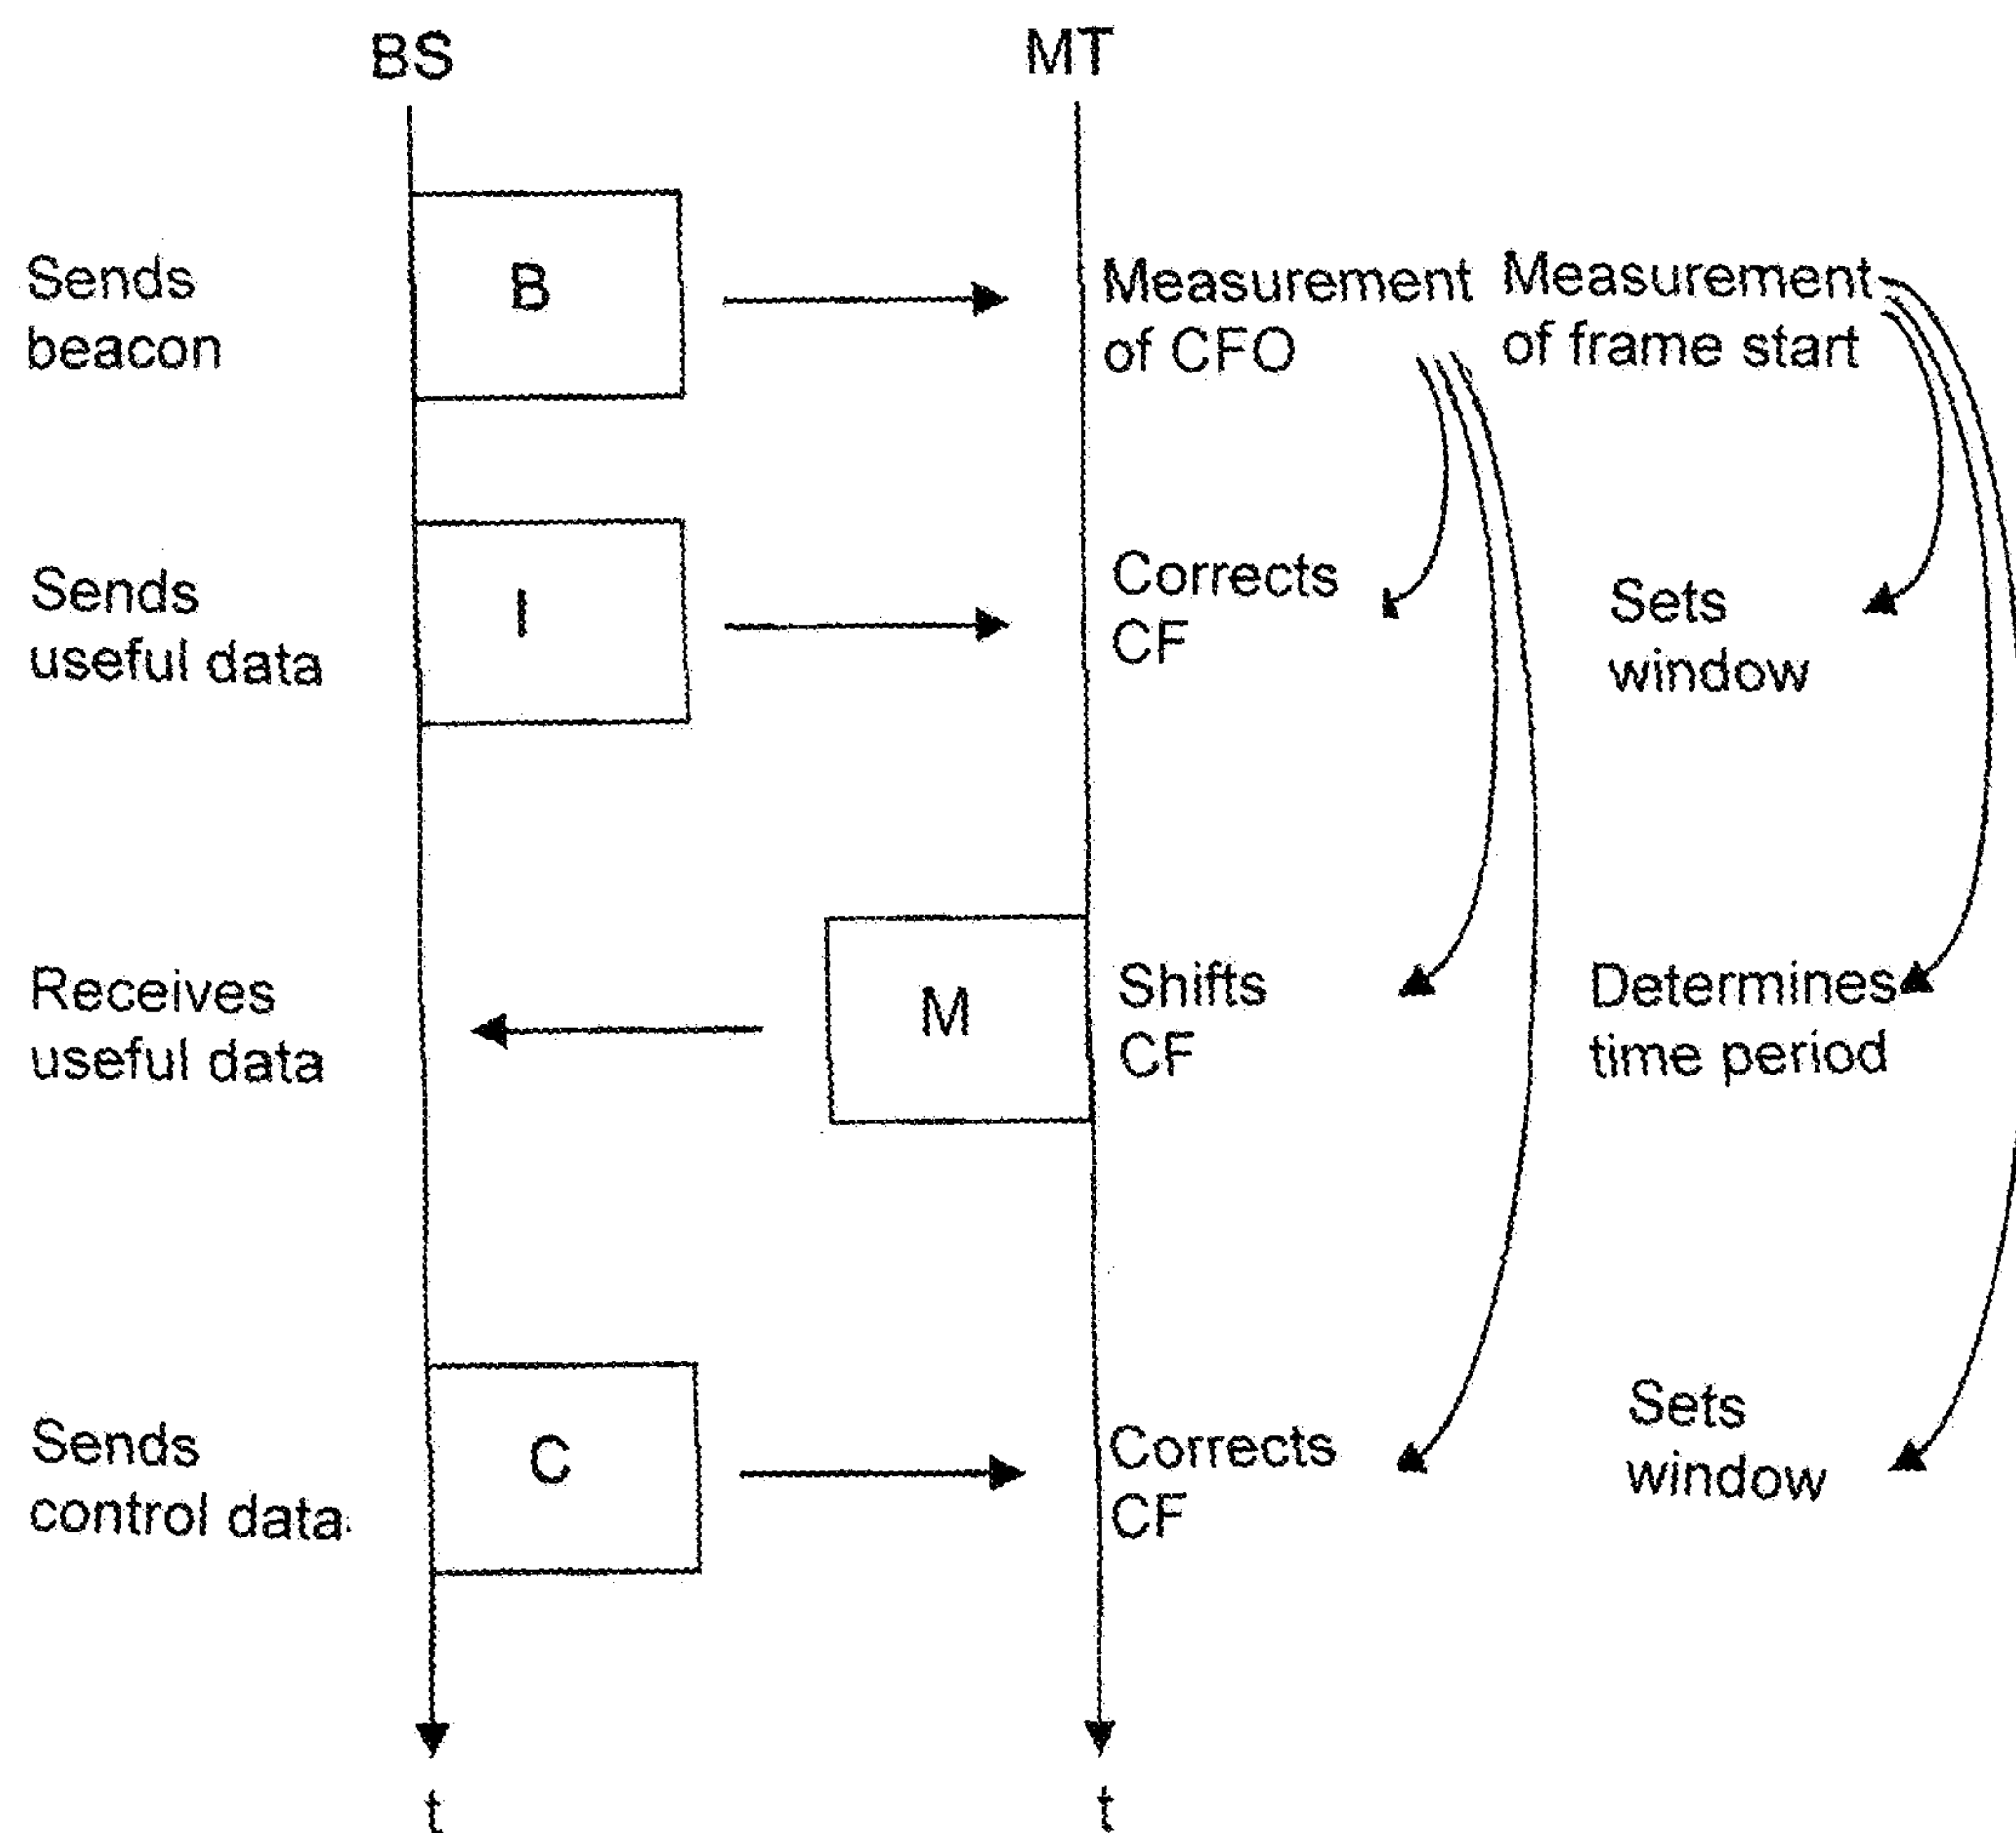 BS
MT
Sends
beacon
B
Measurement
of CFO
Measurement
of frame start
Sends
useful data
I
Corrects
CF
Sets
window
Receives
useful data
M
Shifts
CF
Determines
time period
Sends
control data
C
Corrects
CF
Sets
window
t
t